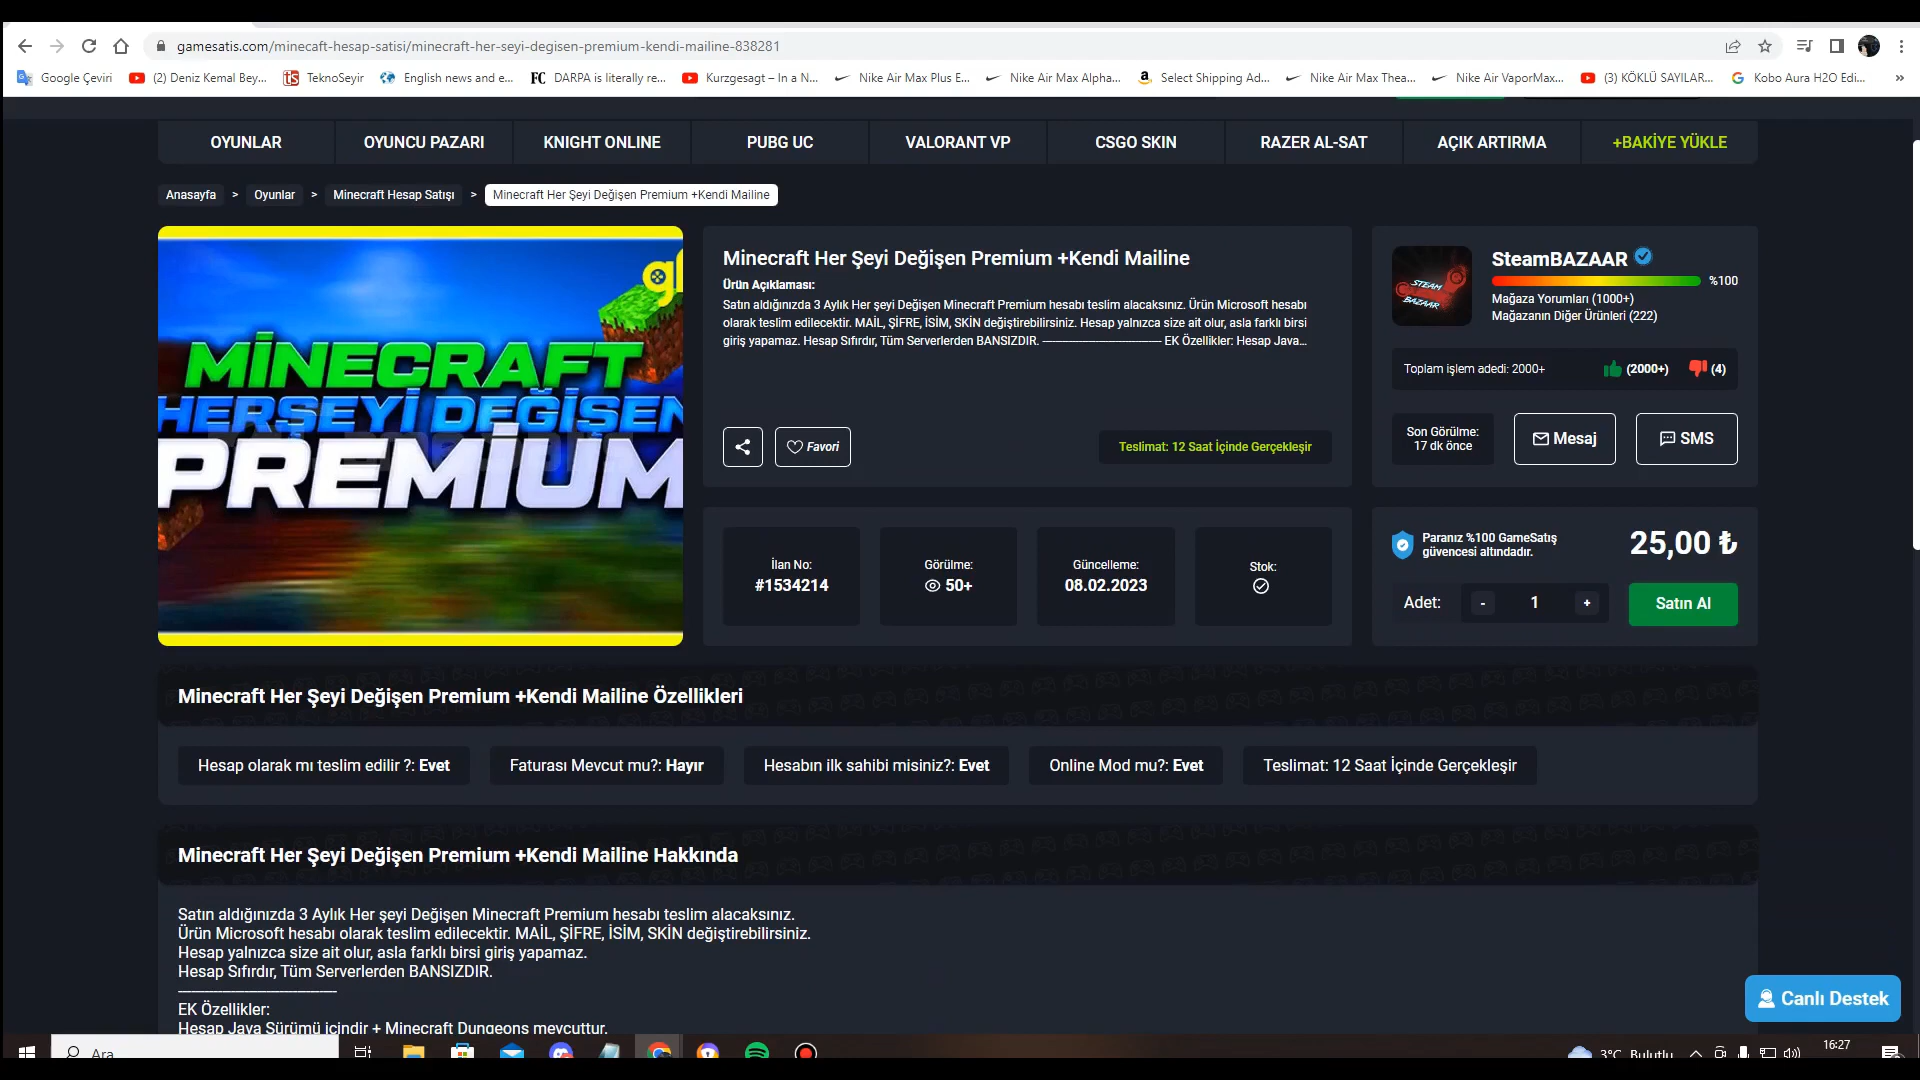 gamesatis.com/minecaft-hesap-satisi/minecraft-her-seyi-degisen-premium-kendi-mailine-838281
Google Çeviri
(2) Deniz Kemal Bey...
TeknoSeyir
English news and e...
FC DARPA is literally re...
Kurzgesagt – In a N...
Nike Air Max Plus E...
Nike Air Max Alpha...
Select Shipping Ad...
Nike Air Max Thea...
Nike Air VaporMax...
(3) KÖKLÜ SAYILAR...
Kobo Aura H2O Edi...
»
OYUNLAR
OYUNCU PAZARI
KNIGHT ONLINE
PUBG UC
VALORANT VP
CSGO SKIN
RAZER AL-SAT
AÇIK ARTIRMA
+BAKİYE YÜKLE
Anasayfa > Oyunlar > Minecraft Hesap Satışı > Minecraft Her Şeyi Değişen Premium +Kendi Mailine
MİNECRAFT
HERŞEYİ DEĞİŞEN
PREMİUM
Minecraft Her Şeyi Değişen Premium +Kendi Mailine
Ürün Açıklaması:
Satın aldığınızda 3 Aylık Her şeyi Değişen Minecraft Premium hesabı teslim alacaksınız. Ürün Microsoft hesabı
olarak teslim edilecektir. MAİL, ŞİFRE, İSİM, SKİN değiştirebilirsiniz. Hesap yalnızca size ait olur, asla farklı birsi
giriş yapamaz. Hesap Sıfırdır, Tüm Serverlerden BANSIZDIR. ---------------------------------------- EK Özellikler: Hesap Java...
Favori
Teslimat: 12 Saat İçinde Gerçekleşir
STEAM
BAZAAR
SteamBAZAAR
%100
Mağaza Yorumları (1000+)
Mağazanın Diğer Ürünleri (222)
Toplam işlem adedi: 2000+
(2000+)
(4)
Son Görülme:
17 dk önce
Mesaj
SMS
İlan No:
#1534214
Görülme:
50+
Güncelleme:
08.02.2023
Stok:
Paranız %100 GameSatış
güvencesi altındadır.
25,00 ₺
Adet:
- 1 +
Satın Al
Minecraft Her Şeyi Değişen Premium +Kendi Mailine Özellikleri
Hesap olarak mı teslim edilir ?: Evet
Faturası Mevcut mu?: Hayır
Hesabın ilk sahibi misiniz?: Evet
Online Mod mu?: Evet
Teslimat: 12 Saat İçinde Gerçekleşir
Minecraft Her Şeyi Değişen Premium +Kendi Mailine Hakkında
Satın aldığınızda 3 Aylık Her şeyi Değişen Minecraft Premium hesabı teslim alacaksınız.
Ürün Microsoft hesabı olarak teslim edilecektir. MAİL, ŞİFRE, İSİM, SKİN değiştirebilirsiniz.
Hesap yalnızca size ait olur, asla farklı birsi giriş yapamaz.
Hesap Sıfırdır, Tüm Serverlerden BANSIZDIR.
----------------------------------------
EK Özellikler:
Hesap Java Sürümü içindir + Minecraft Dungeons mevcuttur.
Canlı Destek
Ara
3°C Bulutlu
16:27